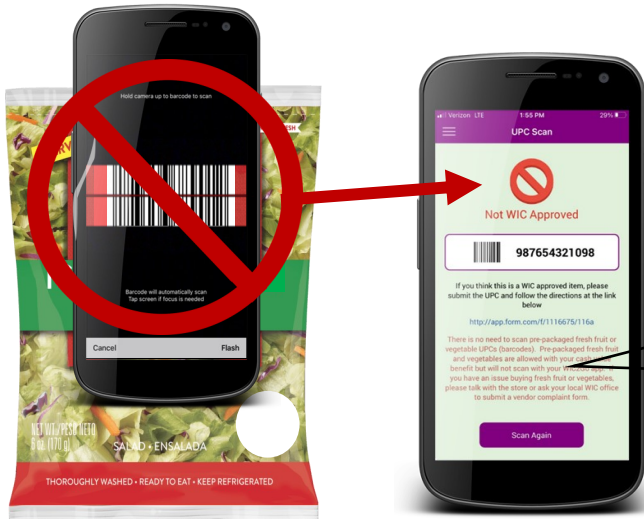 Hold camera up to barcode to scan
Barcode will automatically scan
Tap screen if focus is needed
Cancel Flash
NET WT./PESO NETO
6 oz. (170 g)
SALAD • ENSALADA
THOROUGHLY WASHED • READY TO EAT • KEEP REFRIGERATED
Verizon LTE 1:55 PM 29%
UPC Scan
Not WIC Approved
987654321098
If you think this is a WIC approved item, please
submit the UPC and follow the directions at the link
below
http://app.form.com/f/1116675/116a
There is no need to scan pre-packaged fresh fruit or
vegetable UPCs (barcodes). Pre-packaged fresh fruit
and vegetables are allowed with your cash value
benefit but will not scan with your WIC2Go app. If
you have an issue buying fresh fruit or vegetables,
please talk with the store or ask your local WIC office
to submit a vendor complaint form.
Scan Again